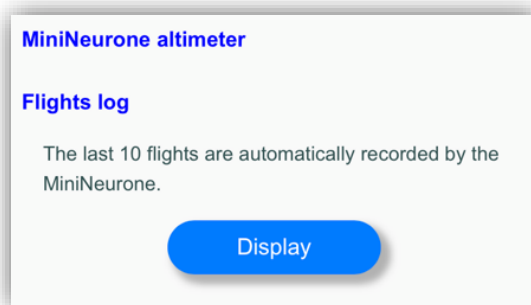 MiniNeurone altimeter
Flights log
The last 10 flights are automatically recorded by the
MiniNeurone.
Display